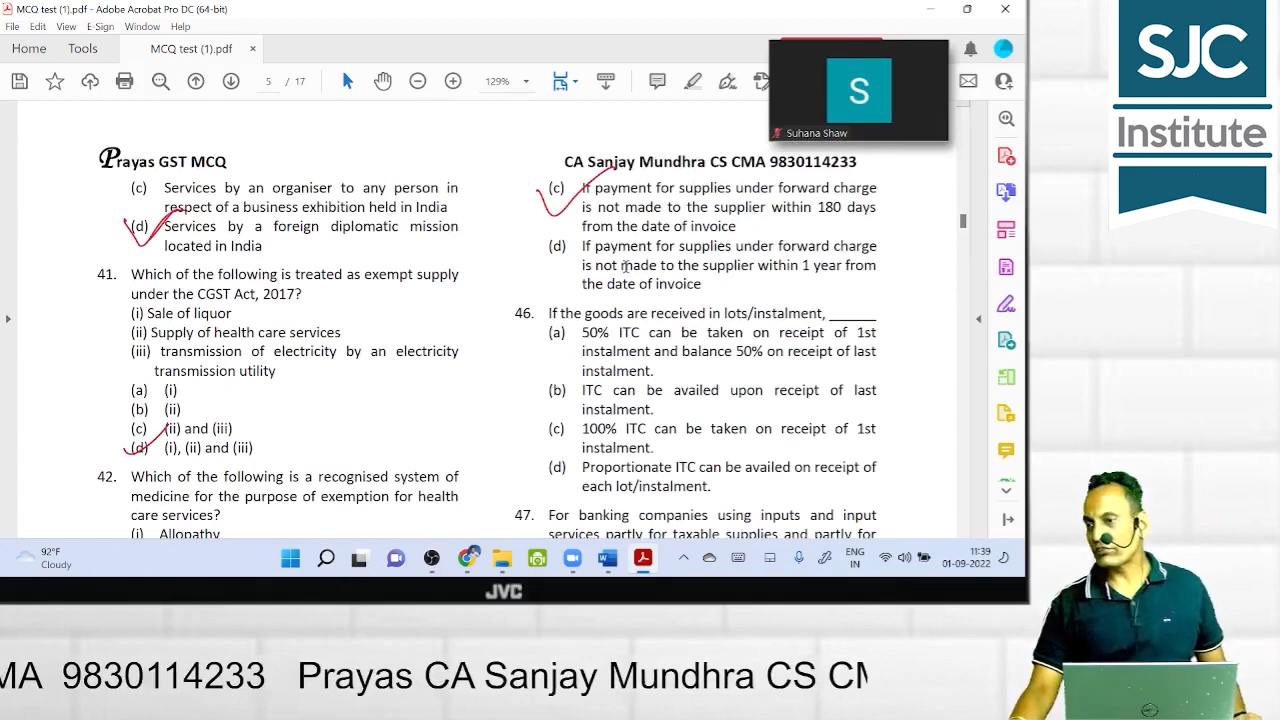 MCQ test (1).pdf - Adobe Acrobat Pro DC (64-bit)
File Edit View E-Sign Window Help
Home Tools MCQ test (1).pdf ×
5 / 17 129%
S
Suhana Shaw
SJC
Institute
Prayas GST MCQ
(c) Services by an organiser to any person in
respect of a business exhibition held in India
(d) Services by a foreign diplomatic mission
located in India
41. Which of the following is treated as exempt supply
under the CGST Act, 2017?
(i) Sale of liquor
(ii) Supply of health care services
(iii) transmission of electricity by an electricity
transmission utility
(a) (i)
(b) (ii)
(c) (ii) and (iii)
(d) (i), (ii) and (iii)
42. Which of the following is a recognised system of
medicine for the purpose of exemption for health
care services?
(i) Allopathy
CA Sanjay Mundhra CS CMA 9830114233
(c) If payment for supplies under forward charge
is not made to the supplier within 180 days
from the date of invoice
(d) If payment for supplies under forward charge
is not made to the supplier within 1 year from
the date of invoice
46. If the goods are received in lots/instalment, ______
(a) 50% ITC can be taken on receipt of 1st
instalment and balance 50% on receipt of last
instalment.
(b) ITC can be availed upon receipt of last
instalment.
(c) 100% ITC can be taken on receipt of 1st
instalment.
(d) Proportionate ITC can be availed on receipt of
each lot/instalment.
47. For banking companies using inputs and input
services partly for taxable supplies and partly for
92°F
Cloudy
ENG
IN
11:39
01-09-2022
JVC
DELL
MA 9830114233 Prayas CA Sanjay Mundhra CS CM